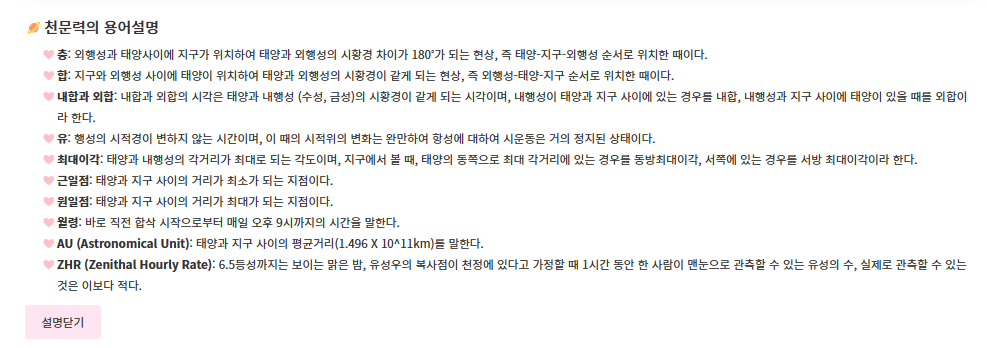 천문력의 용어설명
충: 외행성과 태양사이에 지구가 위치하여 태양과 외행성의 시황경 차이가 180°가 되는 현상, 즉 태양-지구-외행성 순서로 위치한 때이다.
합: 지구와 외행성 사이에 태양이 위치하여 태양과 외행성의 시황경이 같게 되는 현상, 즉 외행성-태양-지구 순서로 위치한 때이다.
내합과 외합: 내합과 외합의 시각은 태양과 내행성 (수성, 금성)의 시황경이 같게 되는 시각이며, 내행성이 태양과 지구 사이에 있는 경우를 내합, 내행성과 지구 사이에 태양이 있을 때를 외합이
라 한다.
유: 행성의 시적경이 변하지 않는 시간이며, 이 때의 시적위의 변화는 완만하여 항성에 대하여 시운동은 거의 정지된 상태이다.
최대이각: 태양과 내행성의 각거리가 최대로 되는 각도이며, 지구에서 볼 때, 태양의 동쪽으로 최대 각거리에 있는 경우를 동방최대이각, 서쪽에 있는 경우를 서방 최대이각이라 한다.
근일점: 태양과 지구 사이의 거리가 최소가 되는 지점이다.
원일점: 태양과 지구 사이의 거리가 최대가 되는 지점이다.
월령: 바로 직전 합삭 시작으로부터 매일 오후 9시까지의 시간을 말한다.
AU (Astronomical Unit): 태양과 지구 사이의 평균거리(1.496 X 10^11km)를 말한다.
ZHR (Zenithal Hourly Rate): 6.5등성까지는 보이는 맑은 밤, 유성우의 복사점이 천정에 있다고 가정할 때 1시간 동안 한 사람이 맨눈으로 관측할 수 있는 유성의 수, 실제로 관측할 수 있는
것은 이보다 적다.
설명닫기